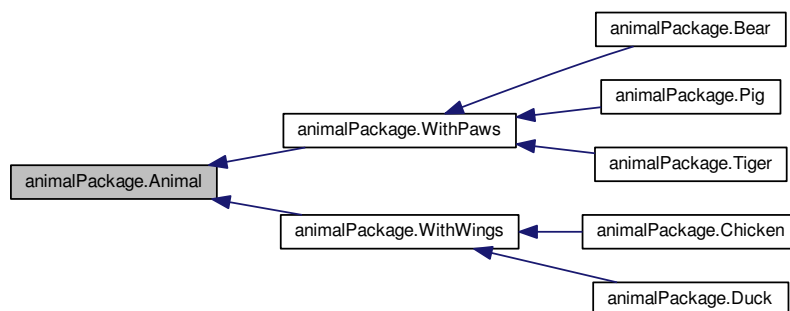 animalPackage.Bear
animalPackage.Pig
animalPackage.WithPaws
animalPackage.Tiger
animalPackage.Animal
animalPackage.WithWings
animalPackage.Chicken
animalPackage.Duck